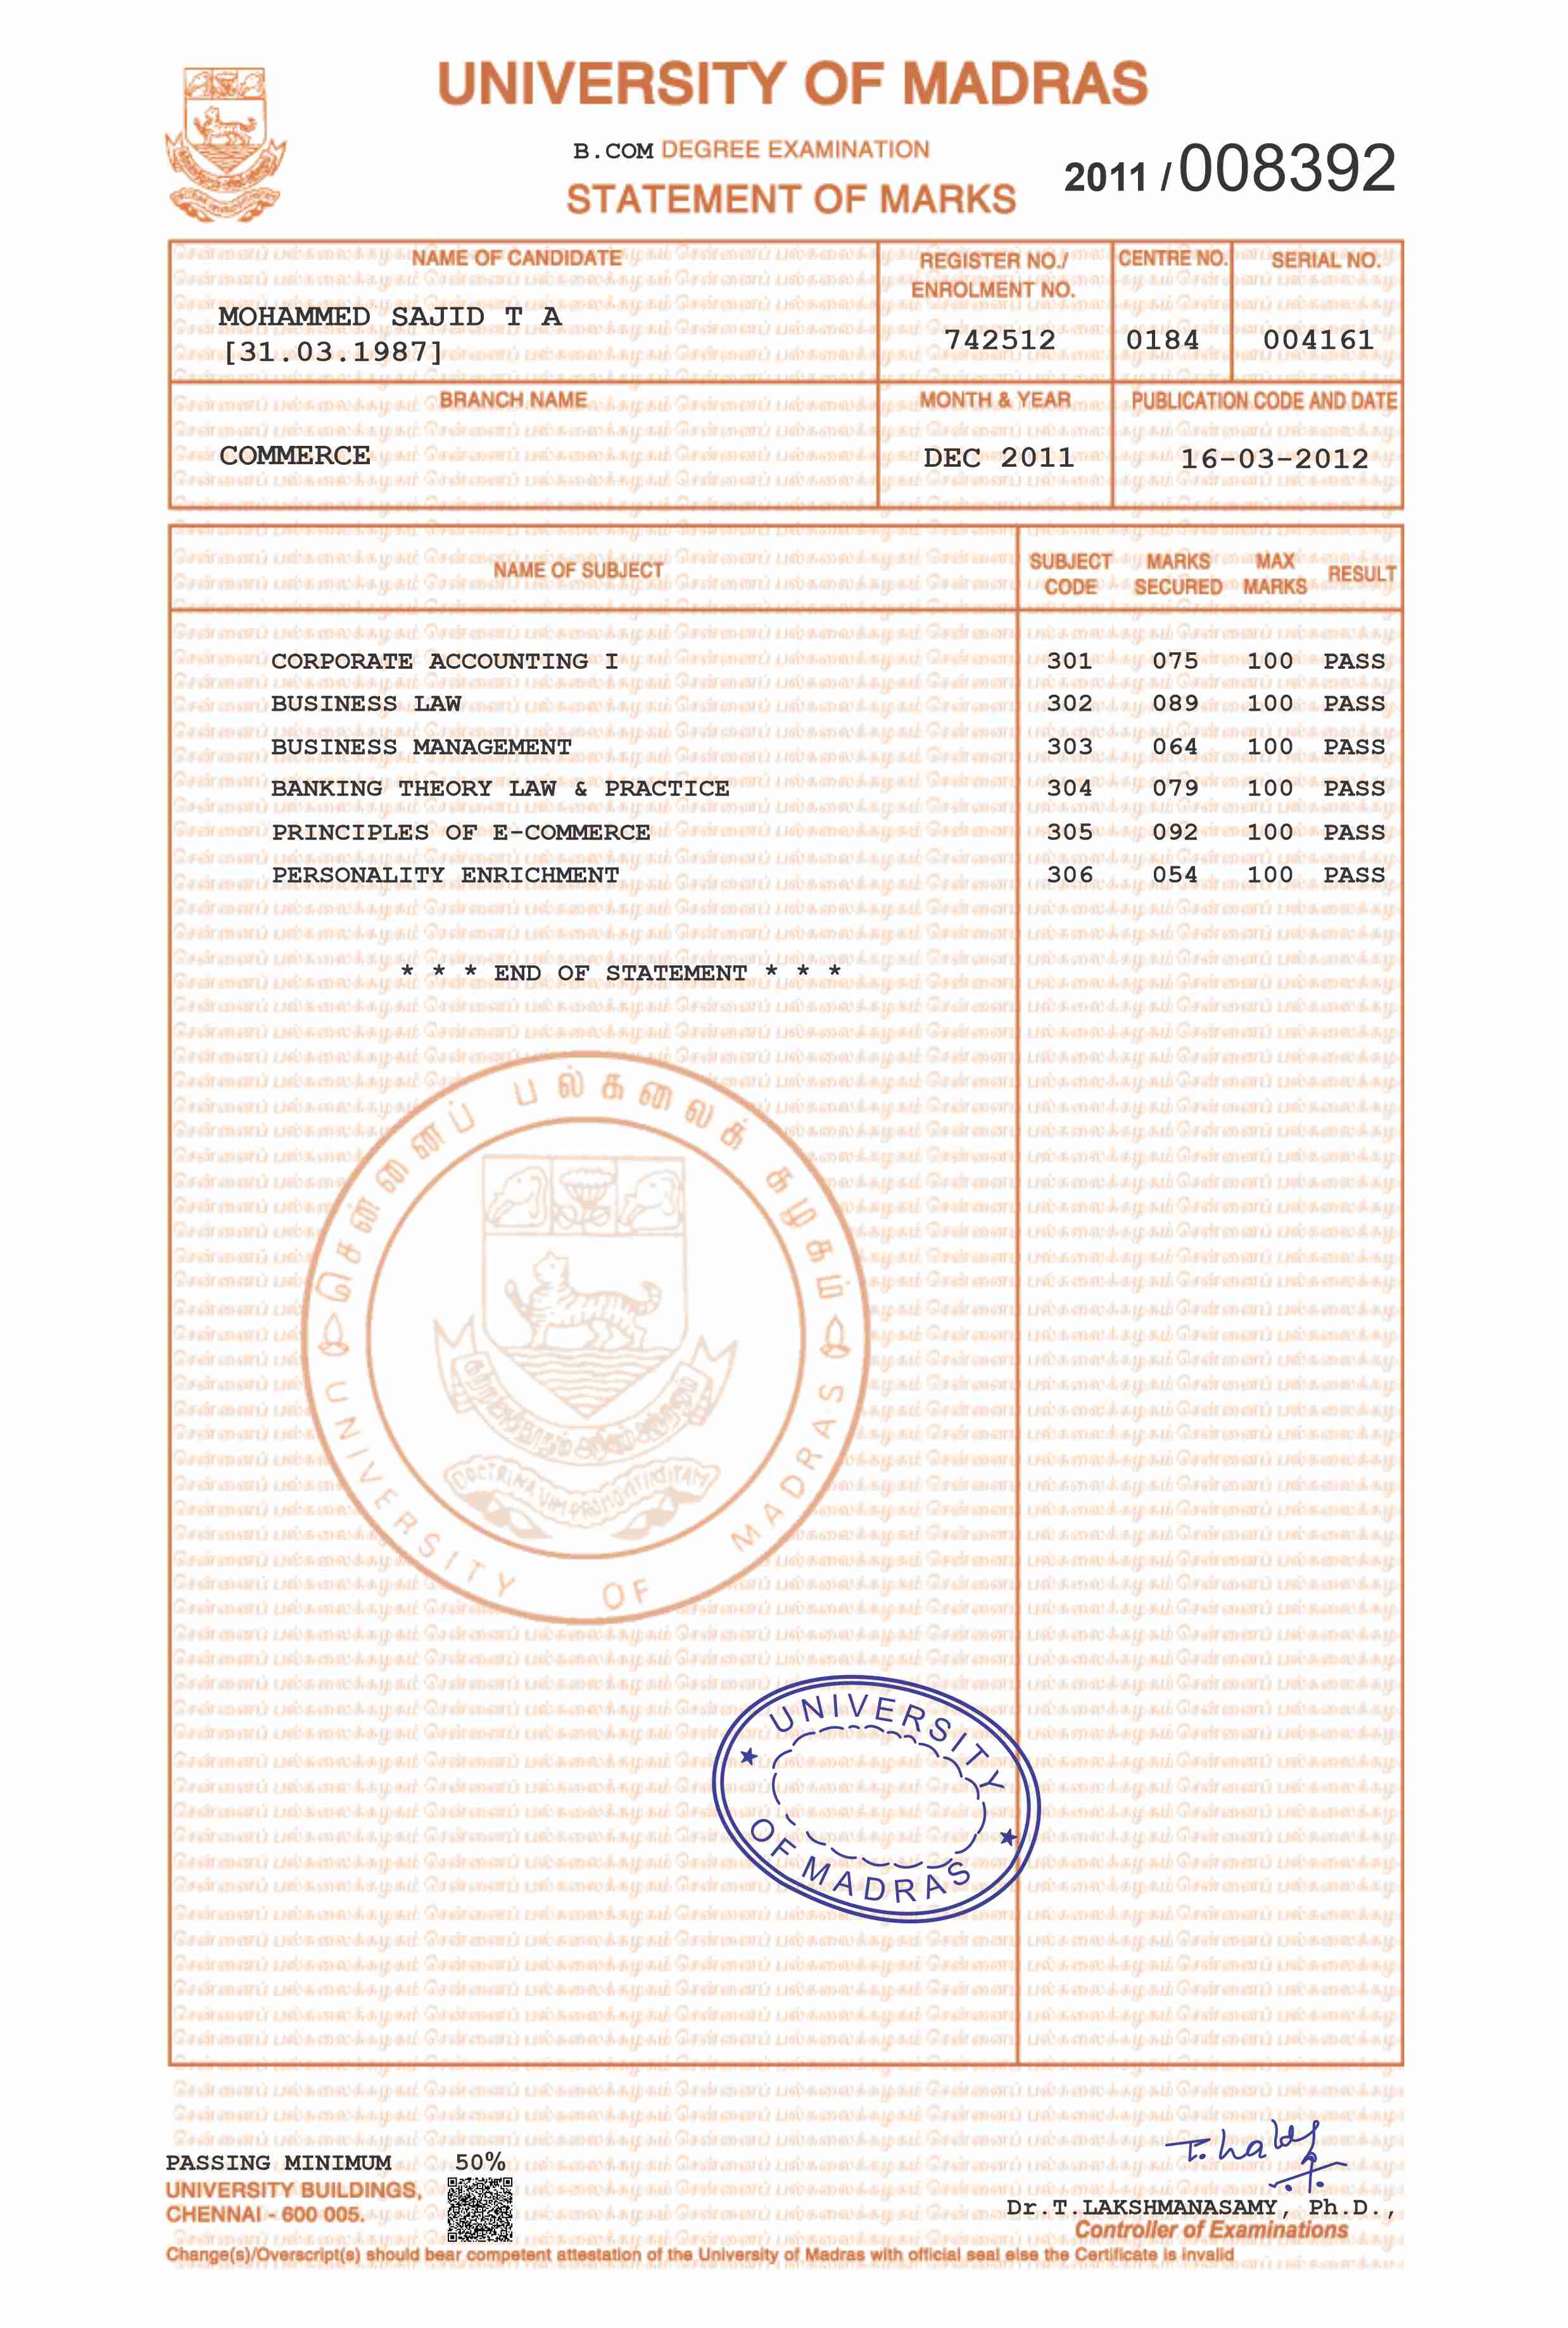 UNIVERSITY OF MADRAS
B.COM DEGREE EXAMINATION
STATEMENT OF MARKS
2011 / 008392
NAME OF CANDIDATE
MOHAMMED SAJID T A
[31.03.1987]
REGISTER NO./
ENROLMENT NO.
742512
CENTRE NO.
0184
SERIAL NO.
004161
BRANCH NAME
COMMERCE
MONTH & YEAR
DEC 2011
PUBLICATION CODE AND DATE
16-03-2012
NAME OF SUBJECT SUBJECT CODE MARKS SECURED MAX MARKS RESULT
CORPORATE ACCOUNTING I 301 075 100 PASS
BUSINESS LAW 302 089 100 PASS
BUSINESS MANAGEMENT 303 064 100 PASS
BANKING THEORY LAW & PRACTICE 304 079 100 PASS
PRINCIPLES OF E-COMMERCE 305 092 100 PASS
PERSONALITY ENRICHMENT 306 054 100 PASS
* * * END OF STATEMENT * * *
சென்னைப் பல்கலைக் கழகம்
DOCTRINA VIM PROMOVET INSITAM
UNIVERSITY OF MADRAS
UNIVERSITY
OF MADRAS
PASSING MINIMUM 50%
UNIVERSITY BUILDINGS,
CHENNAI - 600 005.
Dr.T.LAKSHMANASAMY, Ph.D.,
Controller of Examinations
Change(s)/Overscript(s) should bear competent attestation of the University of Madras with official seal else the Certificate is invalid